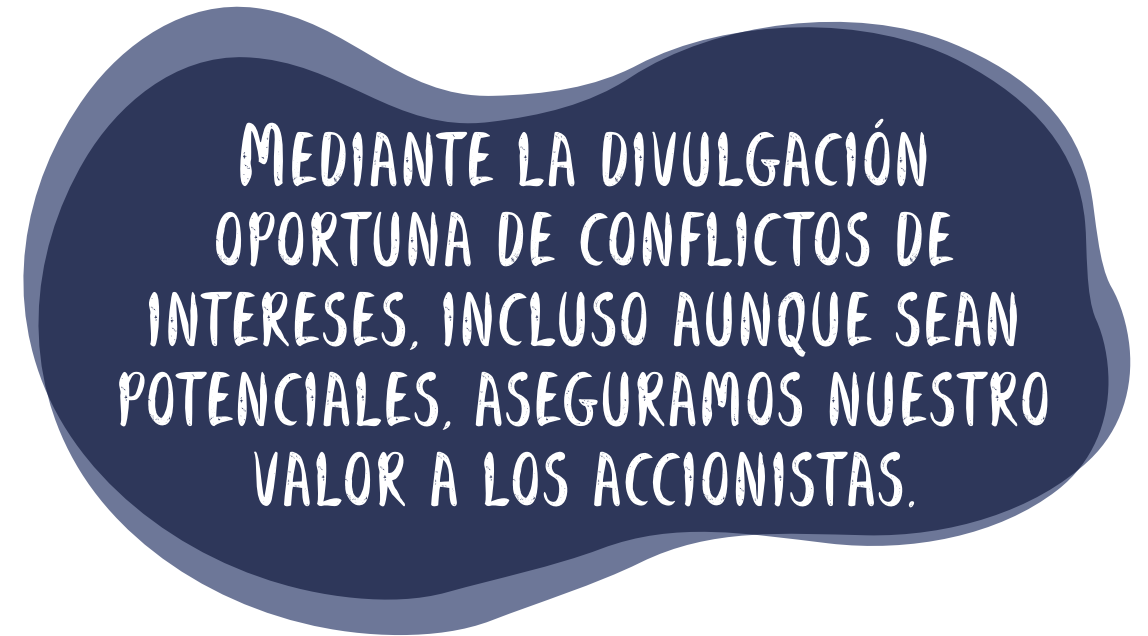 Mediante la divulgación
oportuna de conflictos de
intereses, incluso aunque sean
potenciales, aseguramos nuestro
valor a los accionistas.